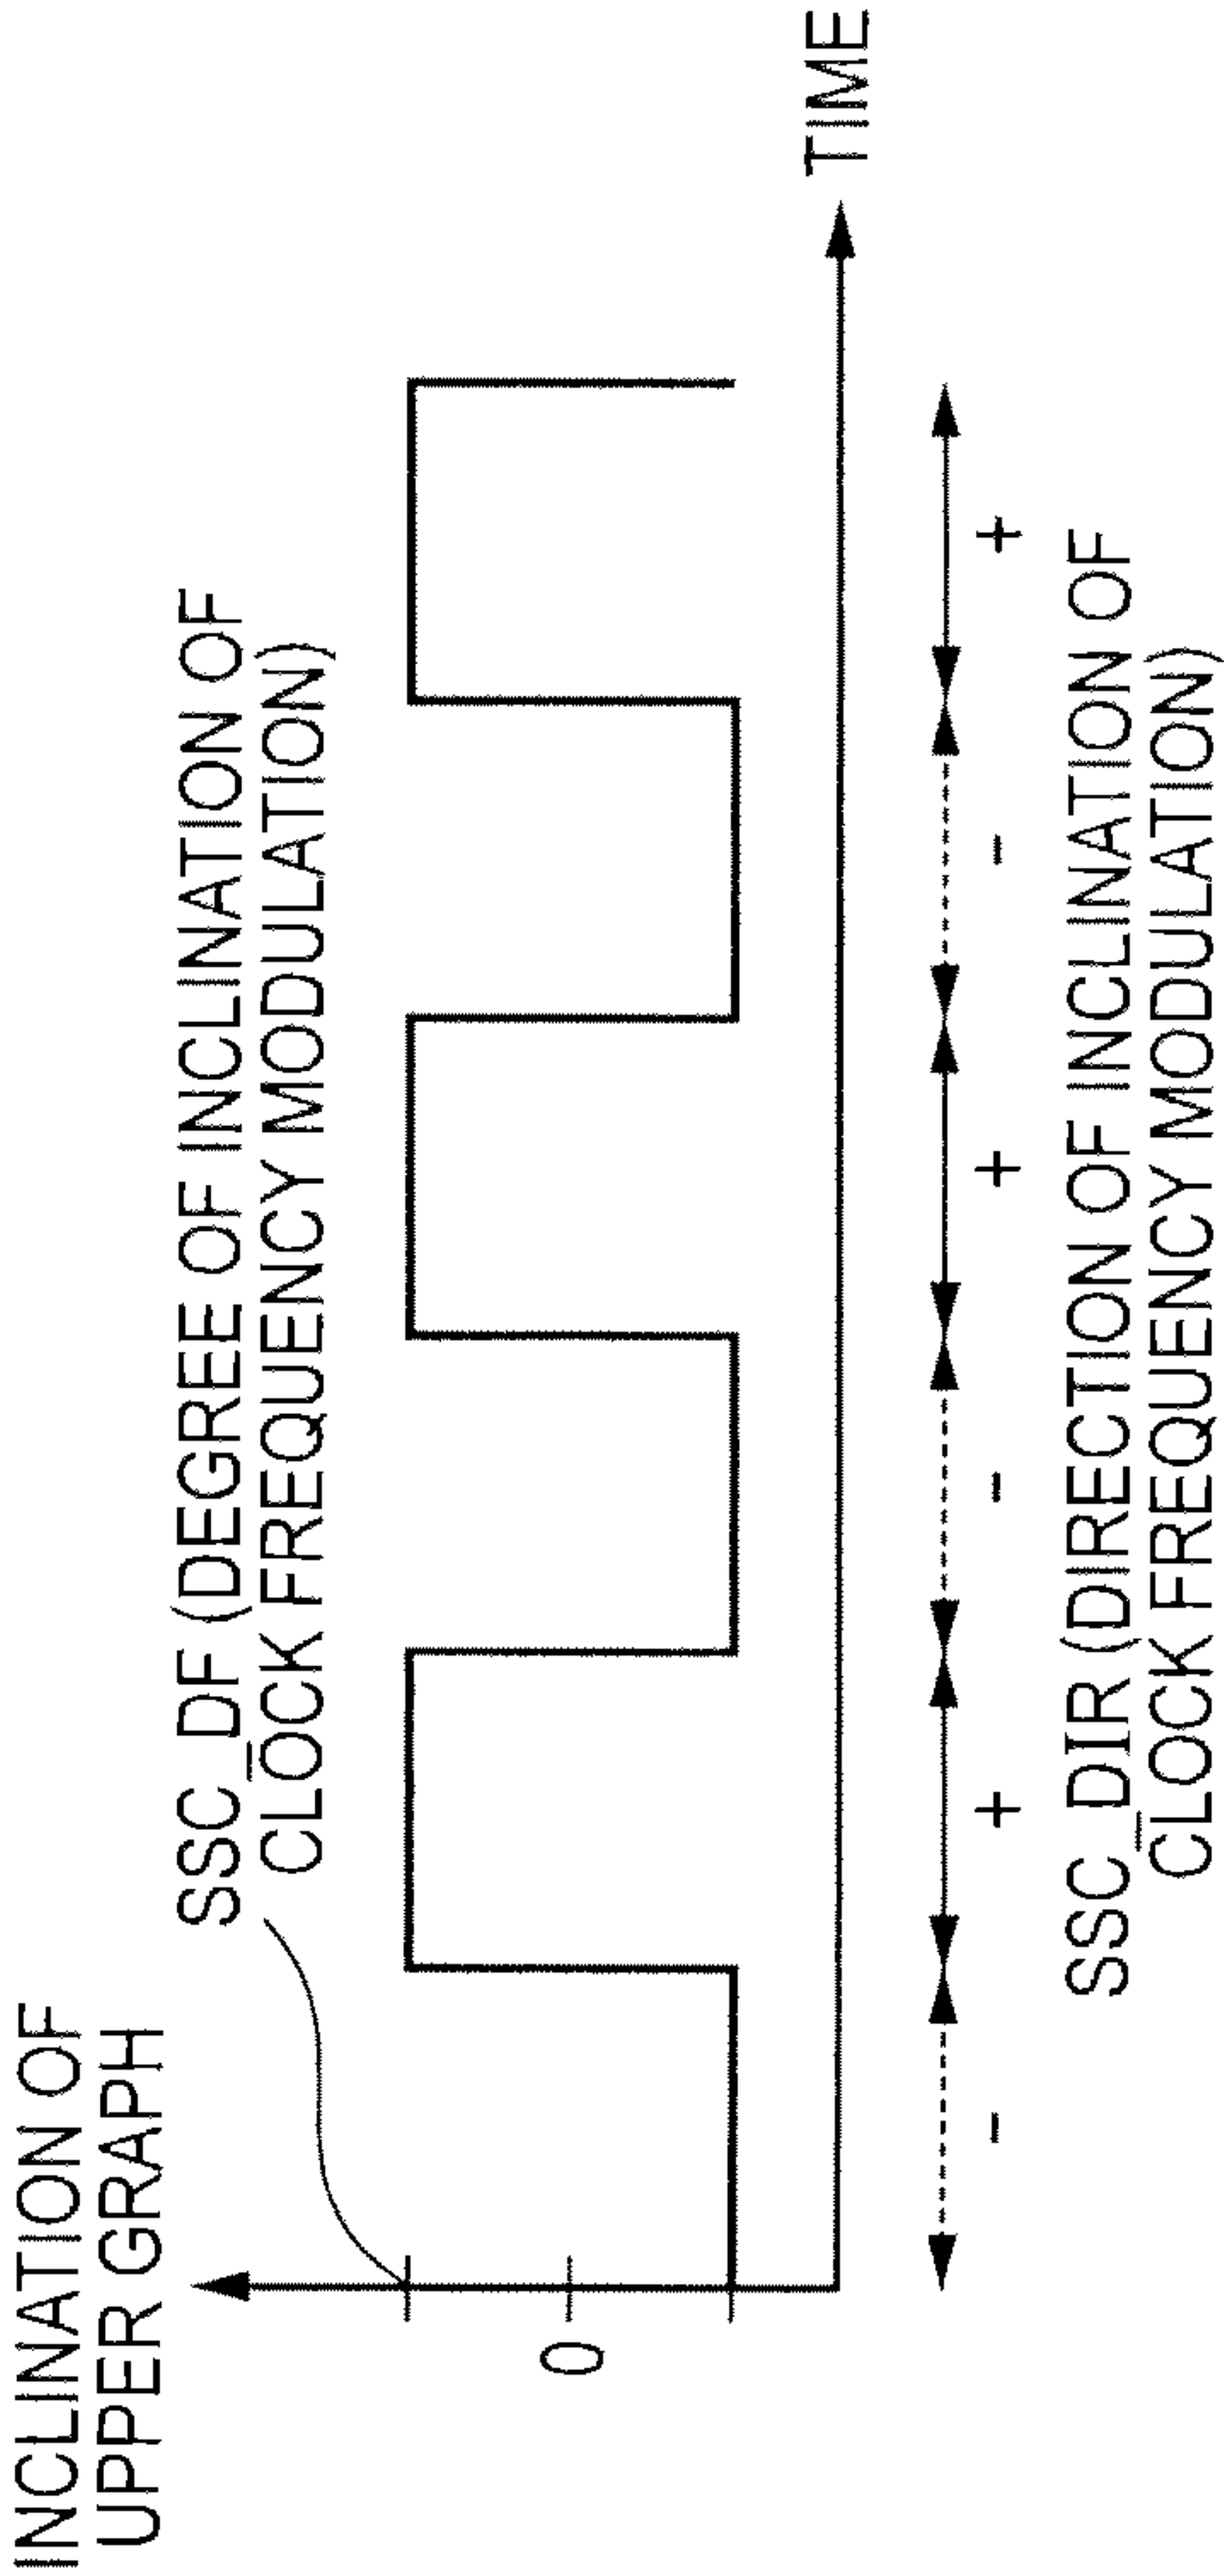 INCLINATION OF
UPPER GRAPH
SSC_DF (DEGREE OF INCLINATION OF
CLOCK FREQUENCY MODULATION)
0
TIME
- + - + - +
SSC_DIR (DIRECTION OF INCLINATION OF
CLOCK FREQUENCY MODULATION)